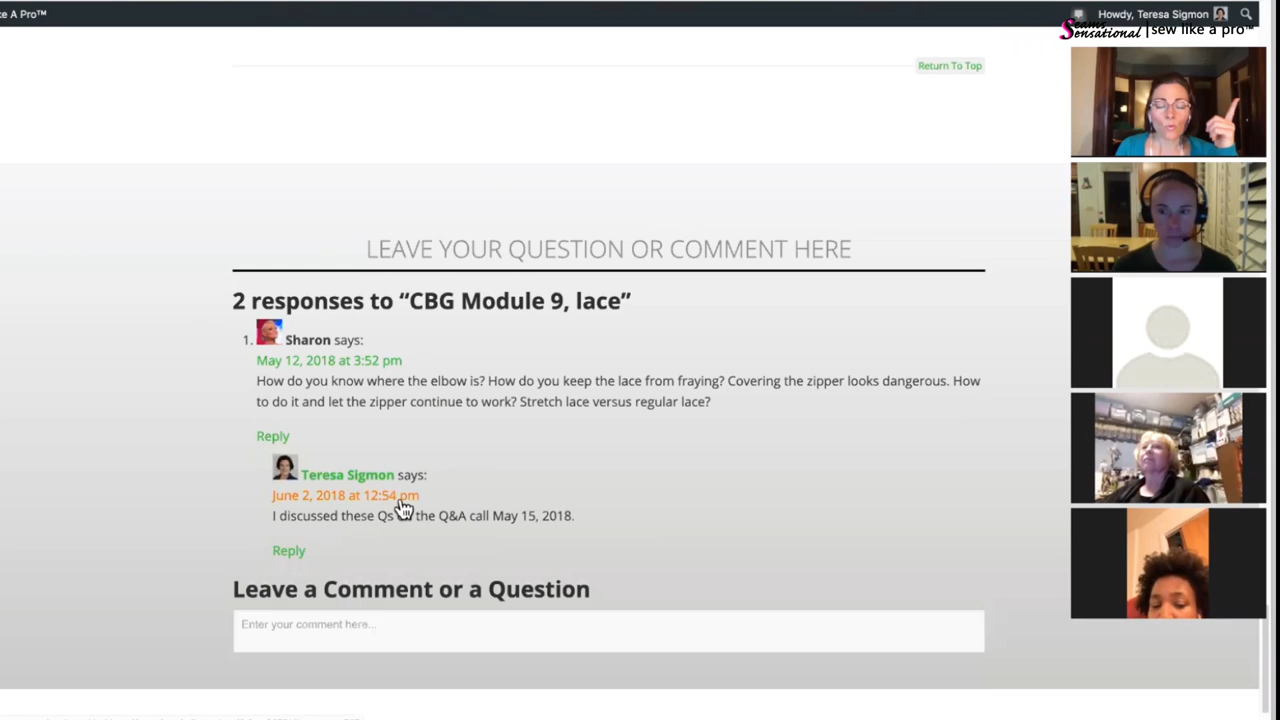 ke A Pro™
Howdy, Teresa Sigmon
Seams Sensational | sew like a pro™
Return To Top
LEAVE YOUR QUESTION OR COMMENT HERE
2 responses to “CBG Module 9, lace”
1. Sharon says:
May 12, 2018 at 3:52 pm
How do you know where the elbow is? How do you keep the lace from fraying? Covering the zipper looks dangerous. How
to do it and let the zipper continue to work? Stretch lace versus regular lace?
Reply
Teresa Sigmon says:
June 2, 2018 at 12:54 pm
I discussed these Qs the Q&A call May 15, 2018.
Reply
Leave a Comment or a Question
Enter your comment here...